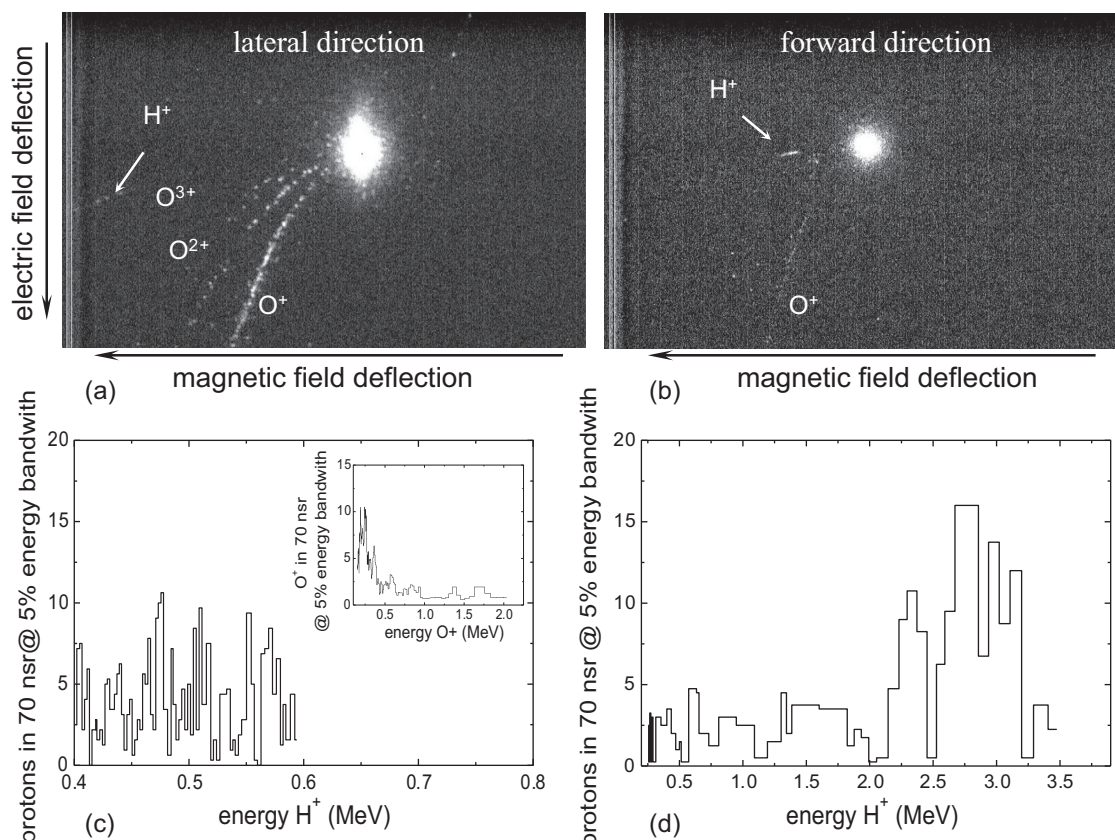 lateral direction
electric field deflection
H+
O3+
O2+
O+
magnetic field deflection
(a)
forward direction
H+
O+
magnetic field deflection
(b)
protons in 70 nsr@ 5% energy bandwith
20
15
10
5
0
0.4 0.5 0.6 0.7 0.8
energy H+ (MeV)
(c)
O+ in 70 nsr
@ 5% energy bandwith
15
10
5
0
0.5 1.0 1.5 2.0
energy O+ (MeV)
protons in 70 nsr @ 5% energy bandwith
20
15
10
5
0
0.5 1.0 1.5 2.0 2.5 3.0 3.5
energy H+ (MeV)
(d)